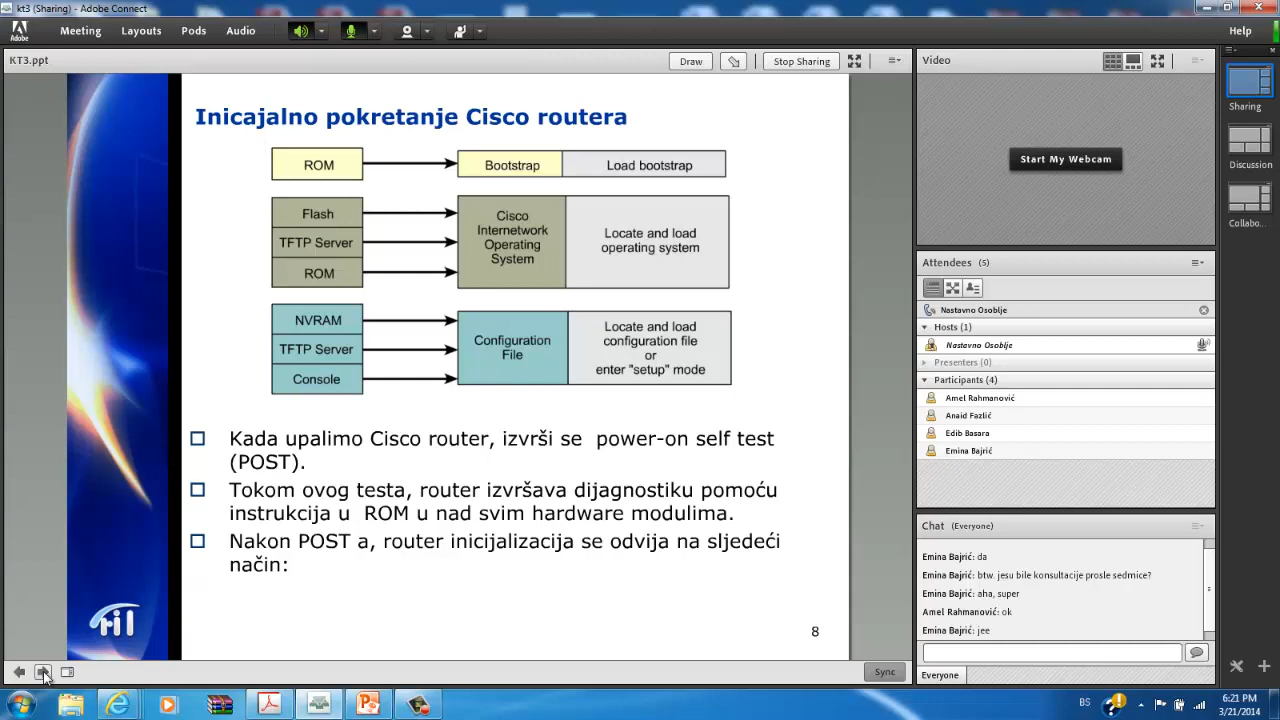 kt3 (Sharing) - Adobe Connect
Adobe
Meeting
Layouts
Pods
Audio
Help
KT3.ppt
Draw
Stop Sharing
Inicajalno pokretanje Cisco routera
ROM
Bootstrap
Load bootstrap
Flash
TFTP Server
ROM
Cisco
Internetwork
Operating
System
Locate and load
operating system
NVRAM
TFTP Server
Console
Configuration
File
Locate and load
configuration file
or
enter "setup" mode
Kada upalimo Cisco router, izvrši se power-on self test
(POST).
Tokom ovog testa, router izvršava dijagnostiku pomoću
instrukcija u ROM u nad svim hardware modulima.
Nakon POST a, router inicijalizacija se odvija na sljedeći
način:
8
Sync
Video
Start My Webcam
Attendees (5)
Nastavno Osoblje
Hosts (1)
Nastavno Osoblje
Presenters (0)
Participants (4)
Amel Rahmanović
Anaid Fazlić
Edib Basara
Emina Bajrić
Chat (Everyone)
Emina Bajrić: da
Emina Bajrić: btw. jesu bile konsultacije prosle sedmice?
Emina Bajrić: aha, super
Amel Rahmanović: ok
Emina Bajrić: jee
Everyone
Sharing
Discussion
Collabo...
BS
6:21 PM
3/21/2014